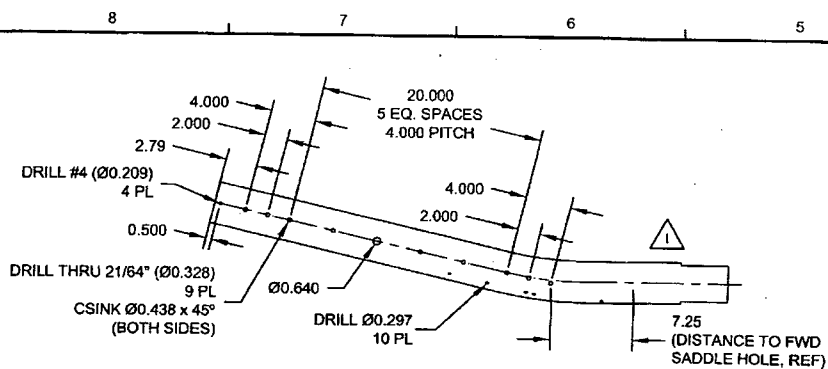 8 7 6 5
20.000
5 EQ. SPACES
4.000 PITCH
4.000
2.000
2.79
DRILL #4 (Ø0.209)
4 PL
0.500
DRILL THRU 21/64" (Ø0.328)
9 PL
CSINK Ø0.438 x 45º
(BOTH SIDES)
Ø0.640
DRILL Ø0.297
10 PL
4.000
2.000
1
7.25
(DISTANCE TO FWD
SADDLE HOLE, REF)